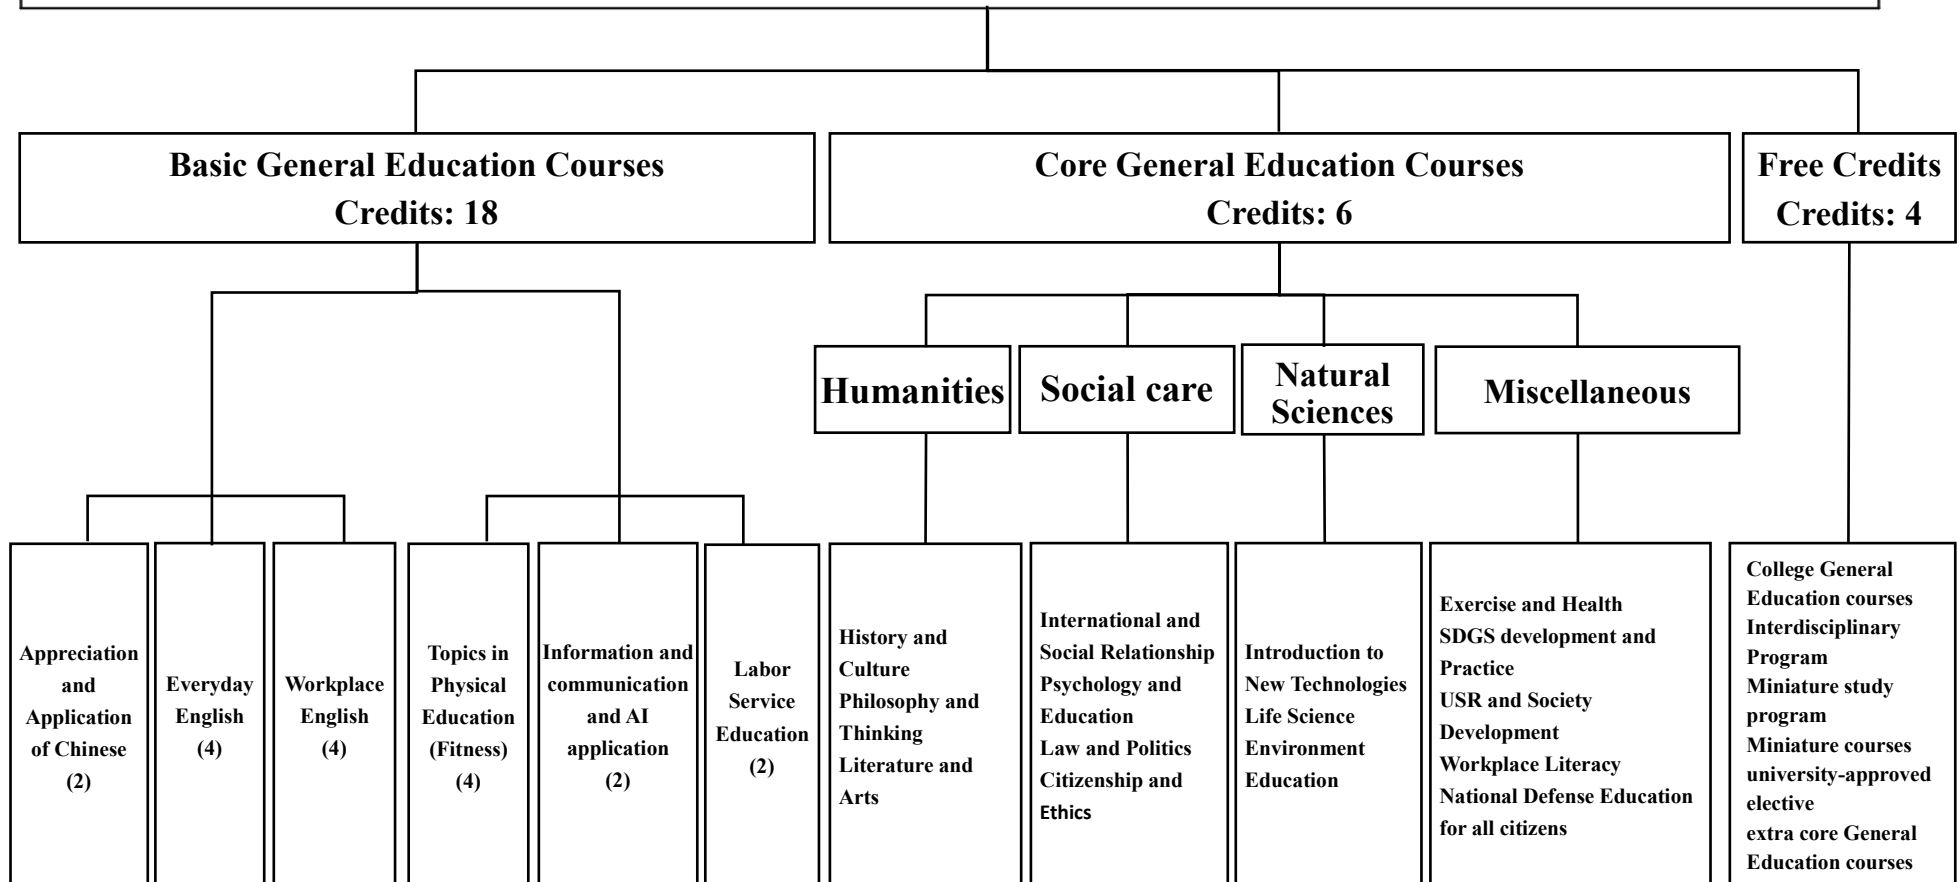 Basic General Education Courses
Credits: 18
Core General Education Courses
Credits: 6
Free Credits
Credits: 4
Humanities
Social care
Natural
Sciences
Miscellaneous
Appreciation
and
Application
of Chinese
(2)
Everyday
English
(4)
Workplace
English
(4)
Topics in
Physical
Education
(Fitness)
(4)
Information and
communication
and AI
application
(2)
Labor
Service
Education
(2)
History and
Culture
Philosophy and
Thinking
Literature and
Arts
International and
Social Relationship
Psychology and
Education
Law and Politics
Citizenship and
Ethics
Introduction to
New Technologies
Life Science
Environment
Education
Exercise and Health
SDGS development and
Practice
USR and Society
Development
Workplace Literacy
National Defense Education
for all citizens
College General
Education courses
Interdisciplinary
Program
Miniature study
program
Miniature courses
university-approved
elective
extra core General
Education courses